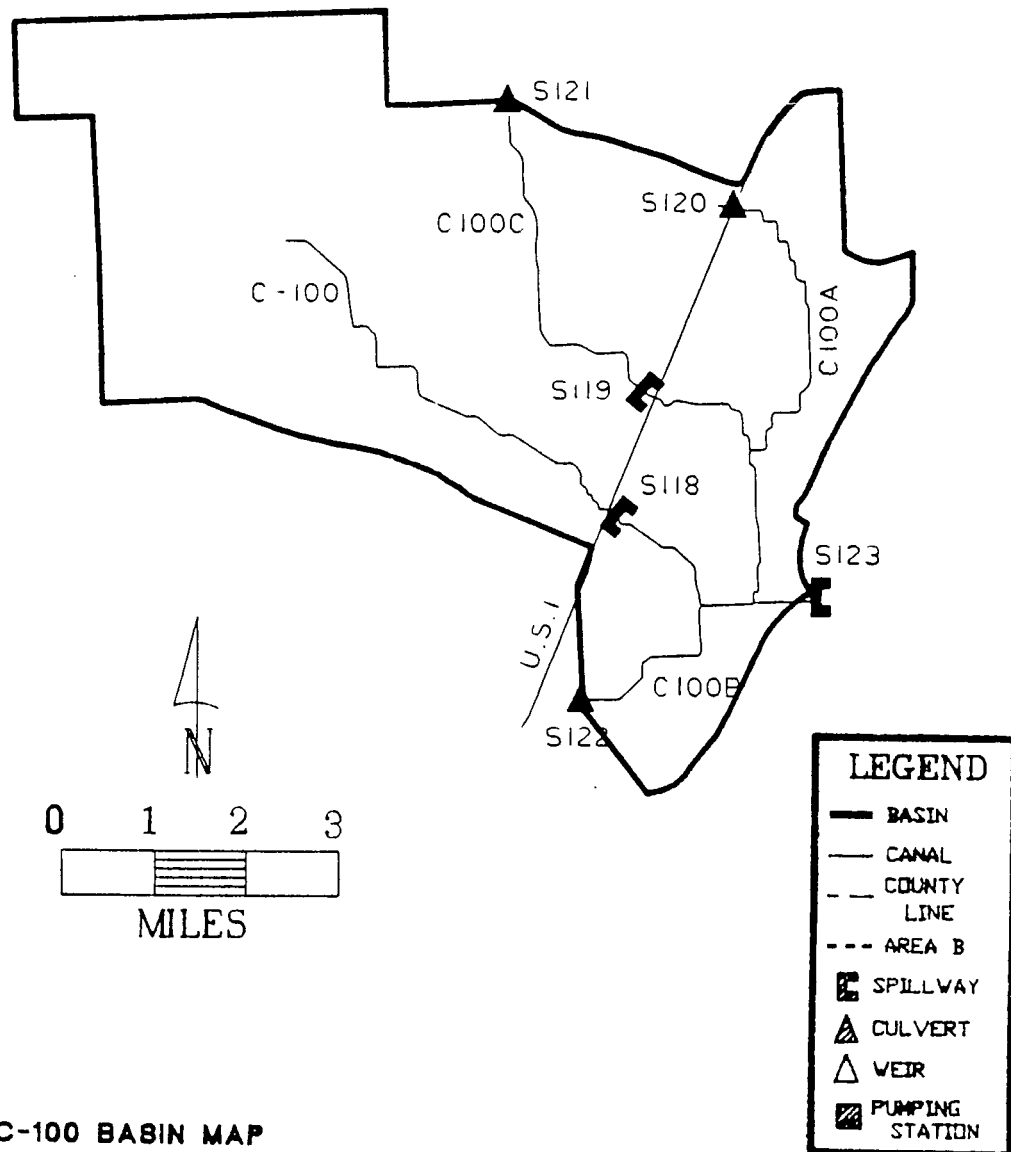 S121
S120
C100C
C-100
C100A
S119
S118
S123
U.S.1
C100B
S122
N
0 1 2 3
MILES
LEGEND
BASIN
CANAL
COUNTY
LINE
AREA B
SPILLWAY
CULVERT
WEIR
PUMPING
STATION
C-100 BASIN MAP